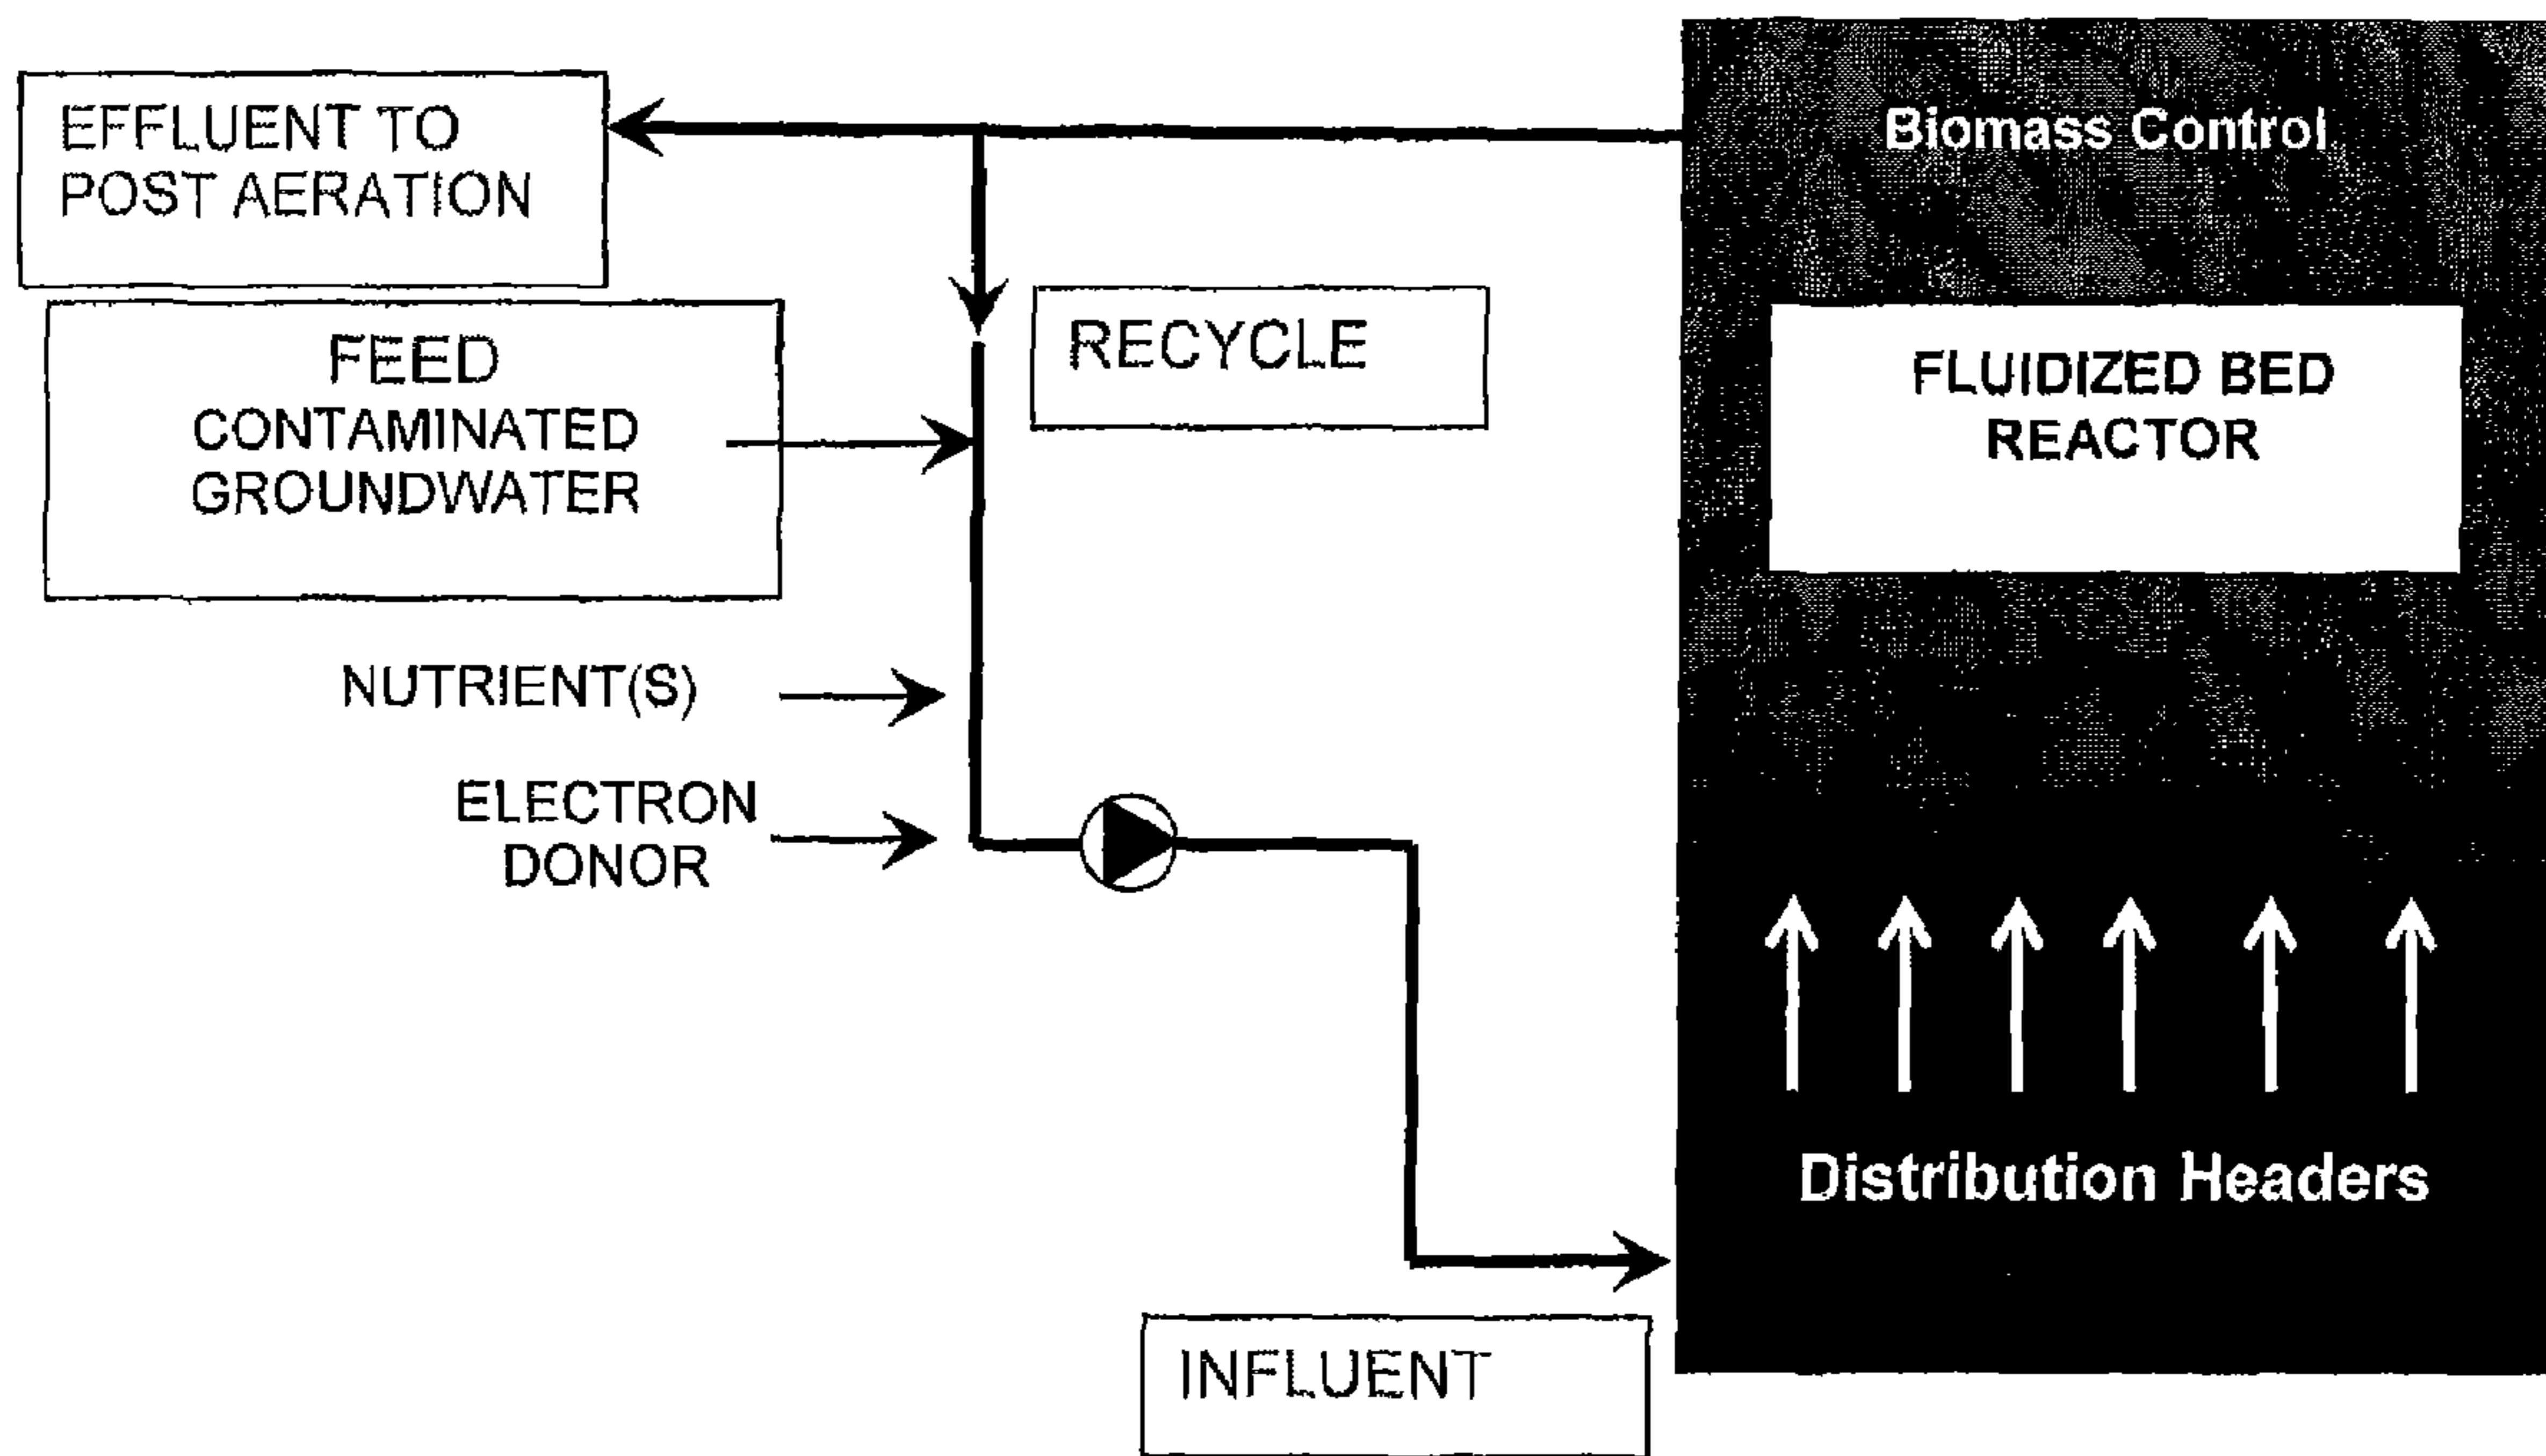 EFFLUENT TO
POST AERATION
Biomass Control
FEED
CONTAMINATED
GROUNDWATER
RECYCLE
FLUIDIZED BED
REACTOR
NUTRIENT(S)
ELECTRON
DONOR
Distribution Headers
INFLUENT